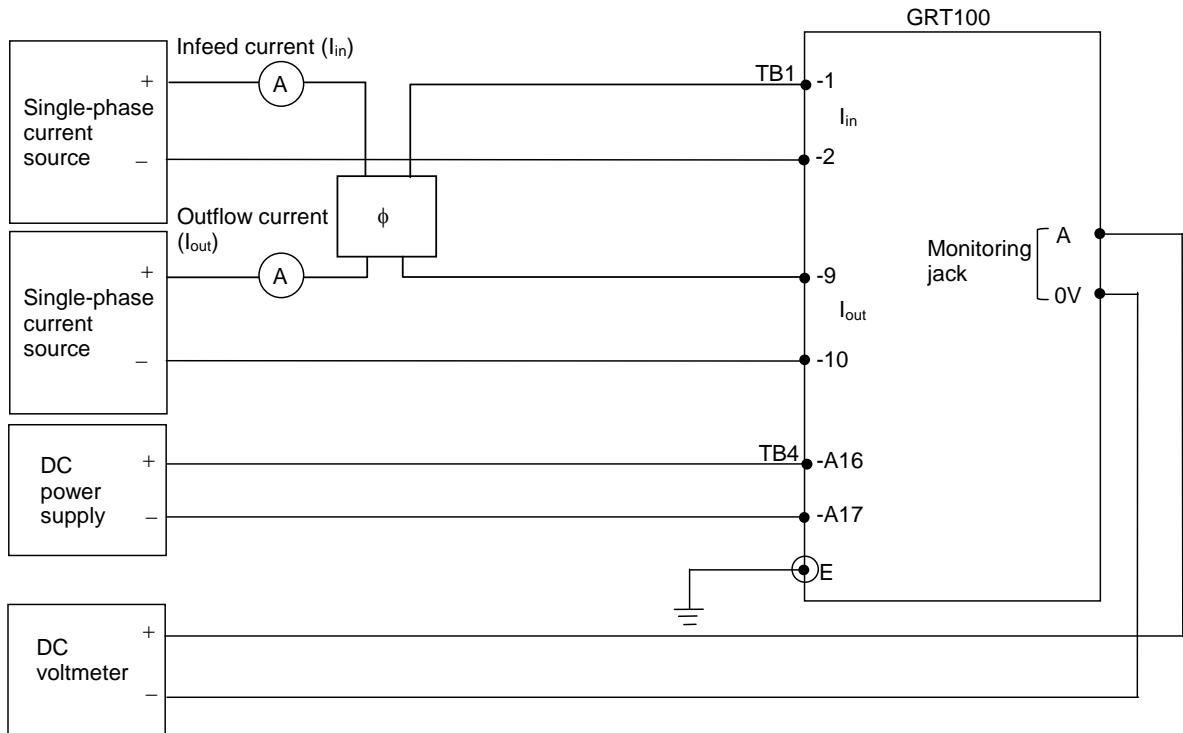 GRT100
Infeed current (Iin)
+
A
TB1
-1
Single-phase
current
source
Iin
−
-2
Outflow current
(Iout)
ϕ
A
Monitoring
jack
0V
+
A
-9
Single-phase
current
source
Iout
−
-10
DC
power
supply
+
TB4
-A16
−
-A17
E
DC
voltmeter
+
−